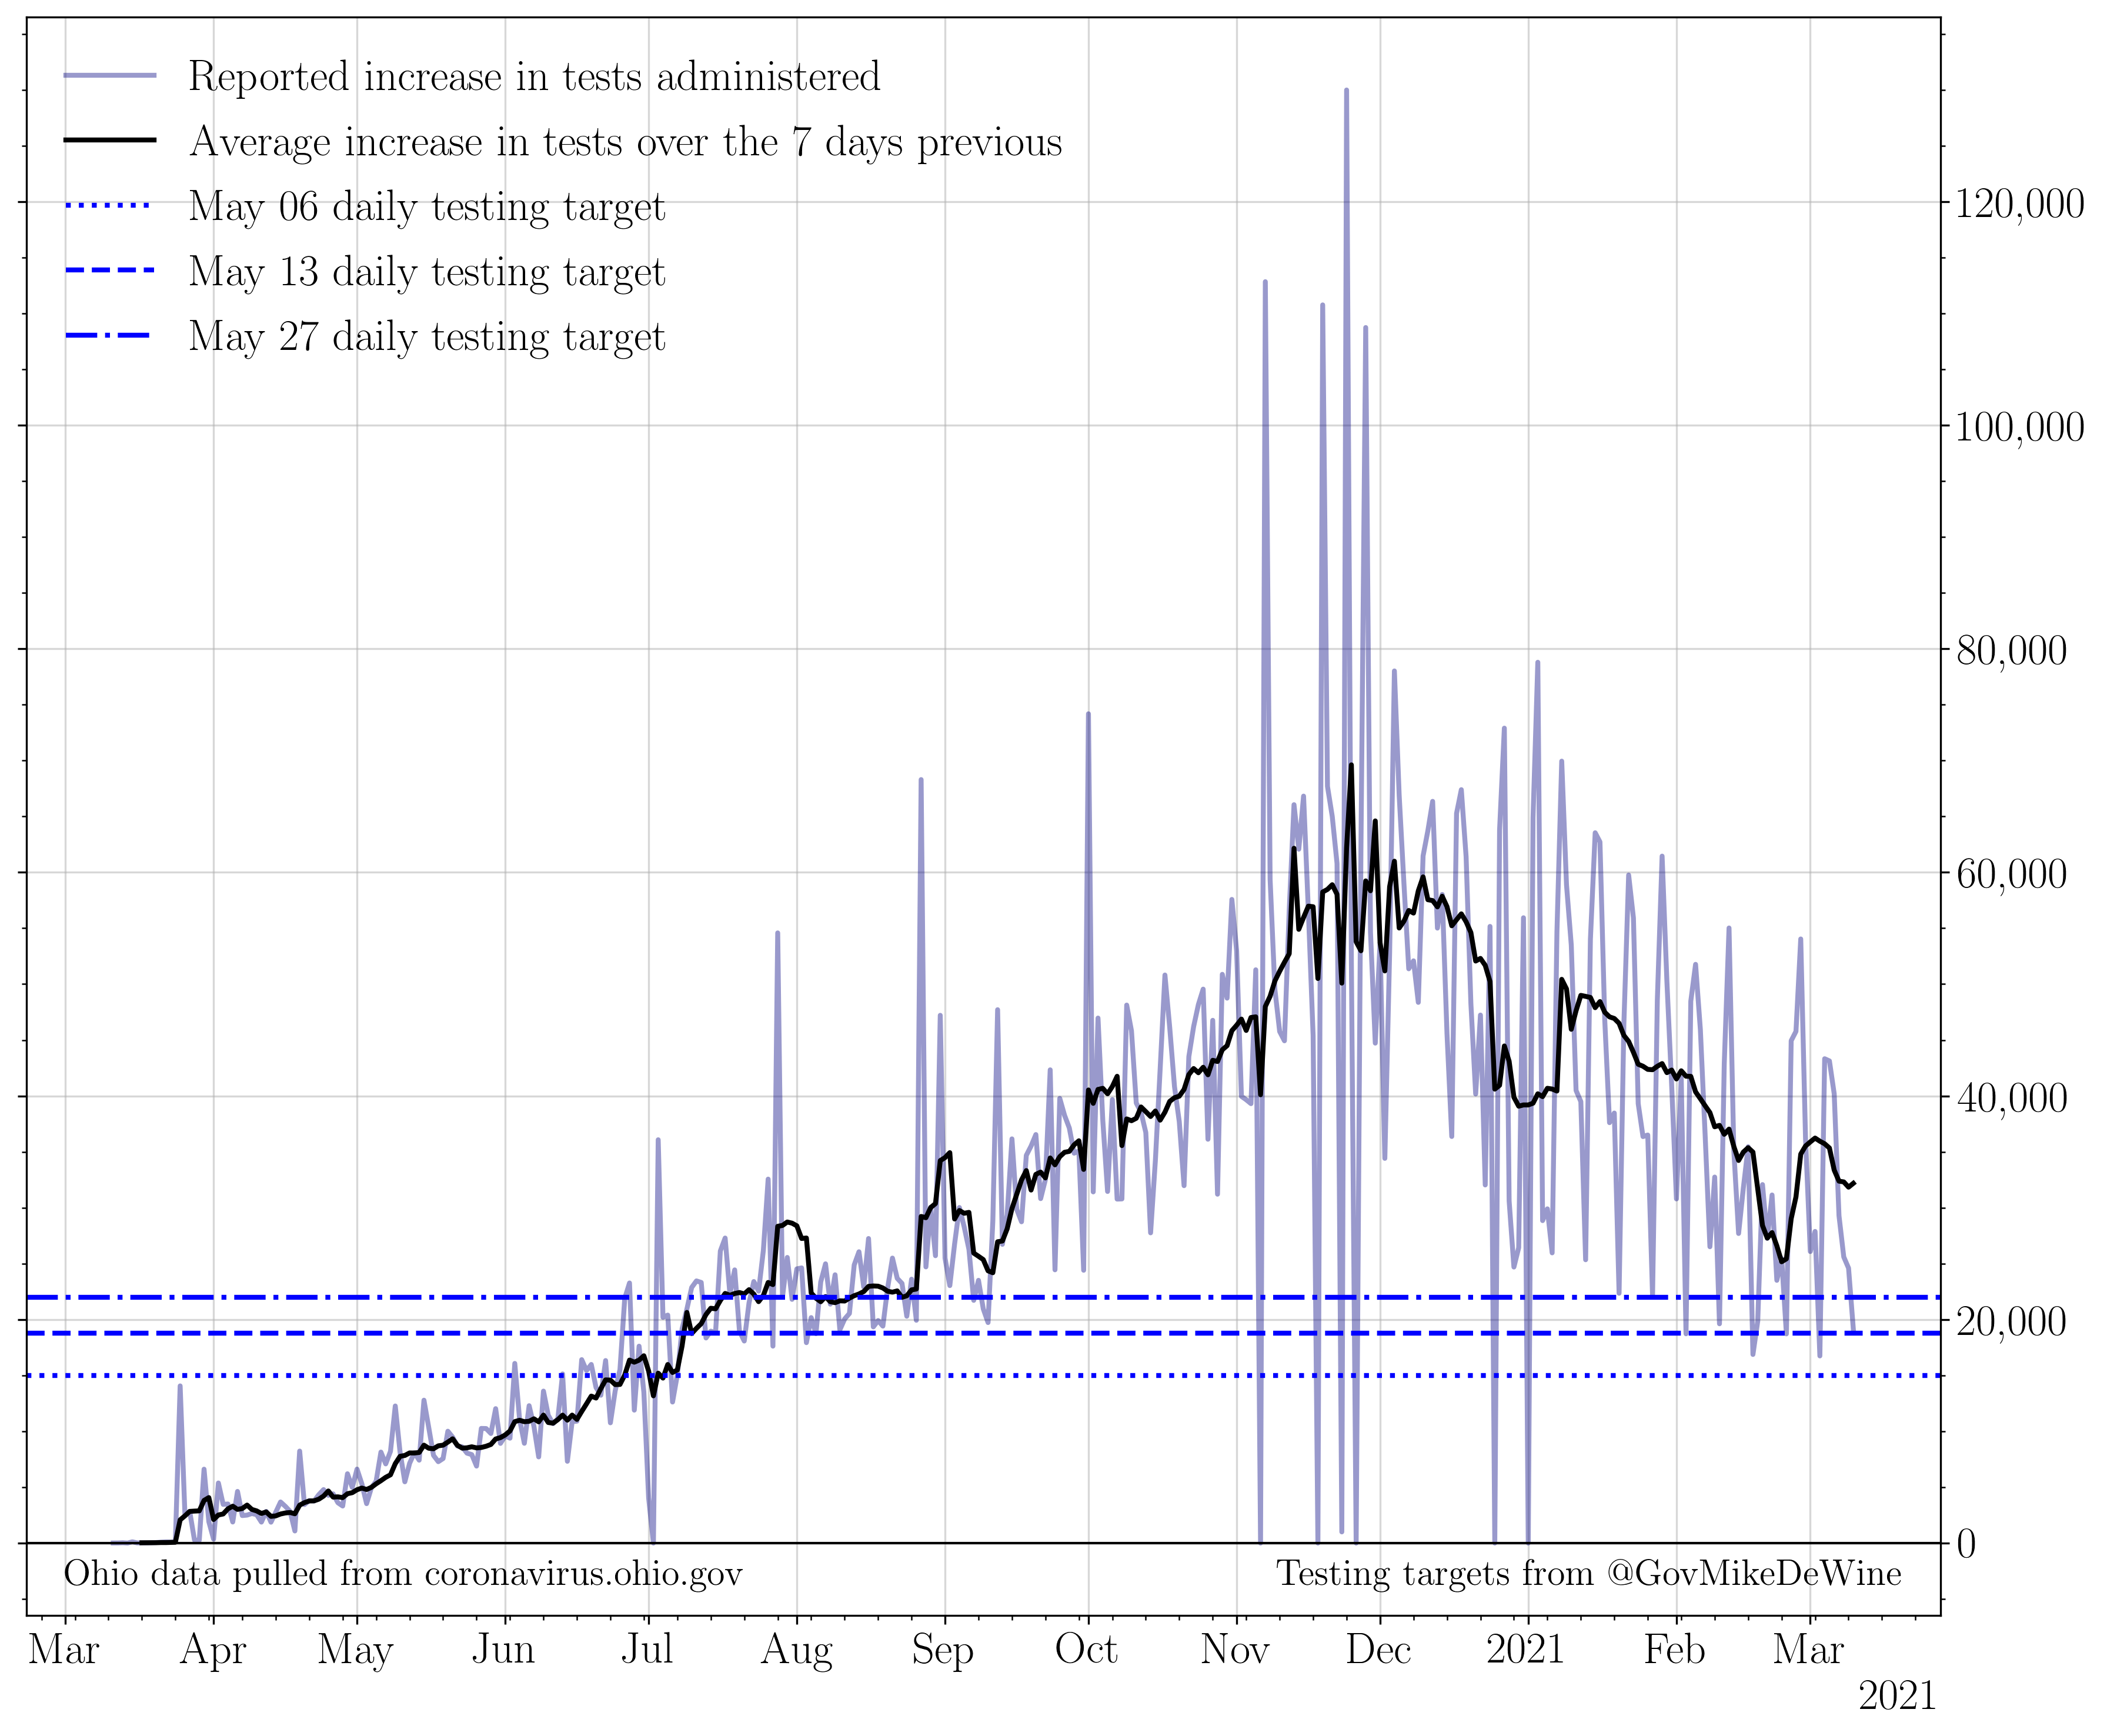 Reported increase in tests administered
Average increase in tests over the 7 days previous
May 06 daily testing target
May 13 daily testing target
May 27 daily testing target
120,000
100,000
80,000
60,000
40,000
20,000
0
Ohio data pulled from coronavirus.ohio.gov
Testing targets from @GovMikeDeWine
Mar Apr May Jun Jul Aug Sep Oct Nov Dec 2021 Feb Mar
2021